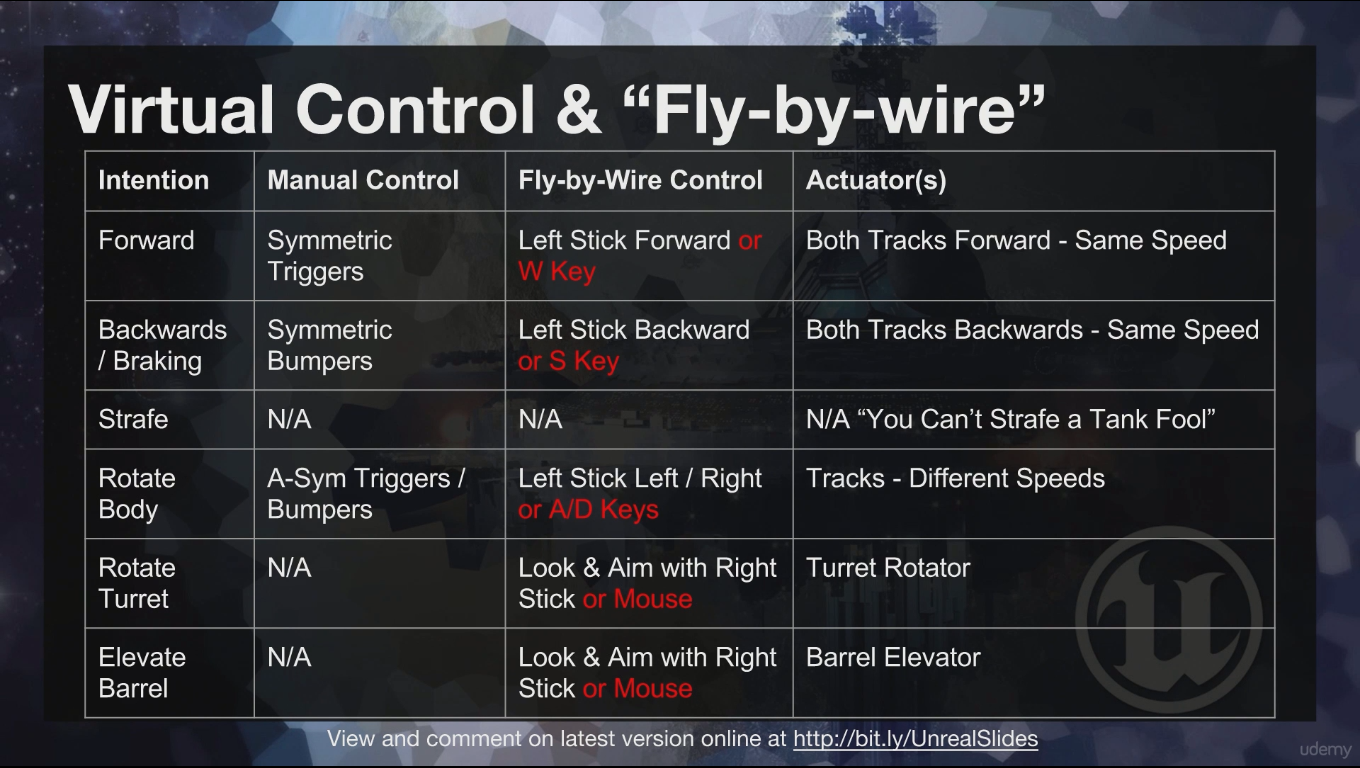 Virtual Control & “Fly-by-wire”
Intention Manual Control Fly-by-Wire Control Actuator(s)
Forward Symmetric Left Stick Forward or Both Tracks Forward - Same Speed
Triggers W Key
Backwards Symmetric Left Stick Backward Both Tracks Backwards - Same Speed
/ Braking Bumpers or S Key
Strafe N/A N/A N/A “You Can’t Strafe a Tank Fool”
Rotate A-Sym Triggers / Left Stick Left / Right Tracks - Different Speeds
Body Bumpers or A/D Keys
Rotate N/A Look & Aim with Right Turret Rotator
Turret Stick or Mouse
Elevate N/A Look & Aim with Right Barrel Elevator
Barrel Stick or Mouse
View and comment on latest version online at http://bit.ly/UnrealSlides
udemy